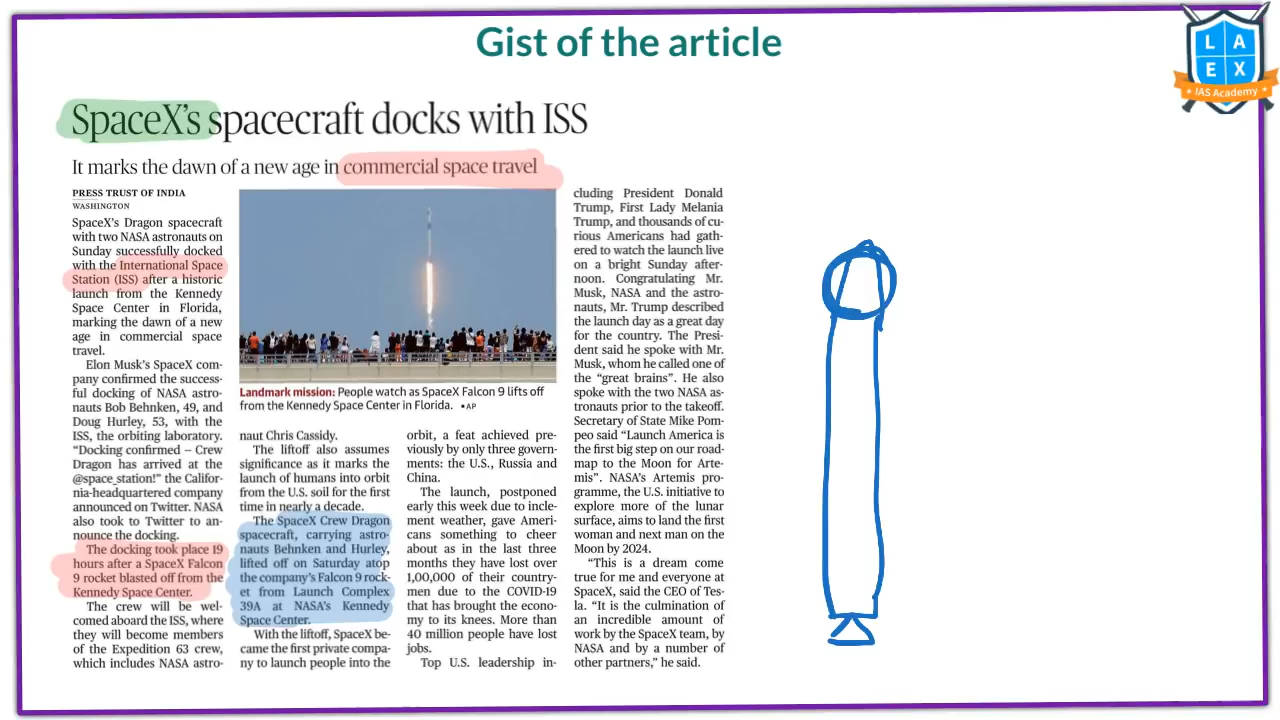 Gist of the article
L A
E X
IAS Academy
SpaceX's spacecraft docks with ISS
It marks the dawn of a new age in commercial space travel
PRESS TRUST OF INDIA
WASHINGTON
SpaceX's Dragon spacecraft
with two NASA astronauts on
Sunday successfully docked
with the International Space
Station (ISS) after a historic
launch from the Kennedy
Space Center in Florida,
marking the dawn of a new
age in commercial space
travel.
Elon Musk's SpaceX com-
pany confirmed the success-
ful docking of NASA astro-
nauts Bob Behnken, 49, and
Doug Hurley, 53, with the
ISS, the orbiting laboratory.
"Docking confirmed – Crew
Dragon has arrived at the
@space_station!" the Califor-
nia-headquartered company
announced on Twitter. NASA
also took to Twitter to an-
nounce the docking.
The docking took place 19
hours after a SpaceX Falcon
9 rocket blasted off from the
Kennedy Space Center.
The crew will be wel-
comed aboard the ISS, where
they will become members
of the Expedition 63 crew,
which includes NASA astro-
Landmark mission: People watch as SpaceX Falcon 9 lifts off
from the Kennedy Space Center in Florida. • AP
naut Chris Cassidy.
The liftoff also assumes
significance as it marks the
launch of humans into orbit
from the U.S. soil for the first
time in nearly a decade.
The SpaceX Crew Dragon
spacecraft, carrying astro-
nauts Behnken and Hurley,
lifted off on Saturday atop
the company's Falcon 9 rock-
et from Launch Complex
39A at NASA's Kennedy
Space Center.
With the liftoff, SpaceX be-
came the first private compa-
ny to launch people into the
orbit, a feat achieved pre-
viously by only three govern-
ments: the U.S., Russia and
China.
The launch, postponed
early this week due to incle-
ment weather, gave Ameri-
cans something to cheer
about as in the last three
months they have lost over
1,00,000 of their country-
men due to the COVID-19
that has brought the econo-
my to its knees. More than
40 million people have lost
jobs.
Top U.S. leadership in-
cluding President Donald
Trump, First Lady Melania
Trump, and thousands of cu-
rious Americans had gath-
ered to watch the launch live
on a bright Sunday after-
noon. Congratulating Mr.
Musk, NASA and the astro-
nauts, Mr. Trump described
the launch day as a great day
for the country. The Presi-
dent said he spoke with Mr.
Musk, whom he called one of
the "great brains". He also
spoke with the two NASA as-
tronauts prior to the takeoff.
Secretary of State Mike Pom-
peo said "Launch America is
the first big step on our road-
map to the Moon for Arte-
mis". NASA's Artemis pro-
gramme, the U.S. initiative to
explore more of the lunar
surface, aims to land the first
woman and next man on the
Moon by 2024.
"This is a dream come
true for me and everyone at
SpaceX, said the CEO of Tes-
la. "It is the culmination of
an incredible amount of
work by the SpaceX team, by
NASA and by a number of
other partners," he said.